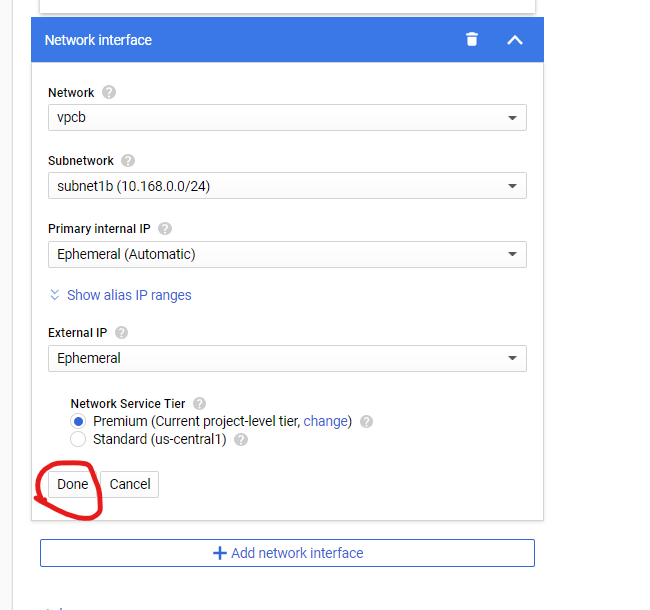 Network interface
Network
vpcb
Subnetwork
subnet1b (10.168.0.0/24)
Primary internal IP
Ephemeral (Automatic)
Show alias IP ranges
External IP
Ephemeral
Network Service Tier
Premium (Current project-level tier, change)
Standard (us-central1)
Done Cancel
Add network interface